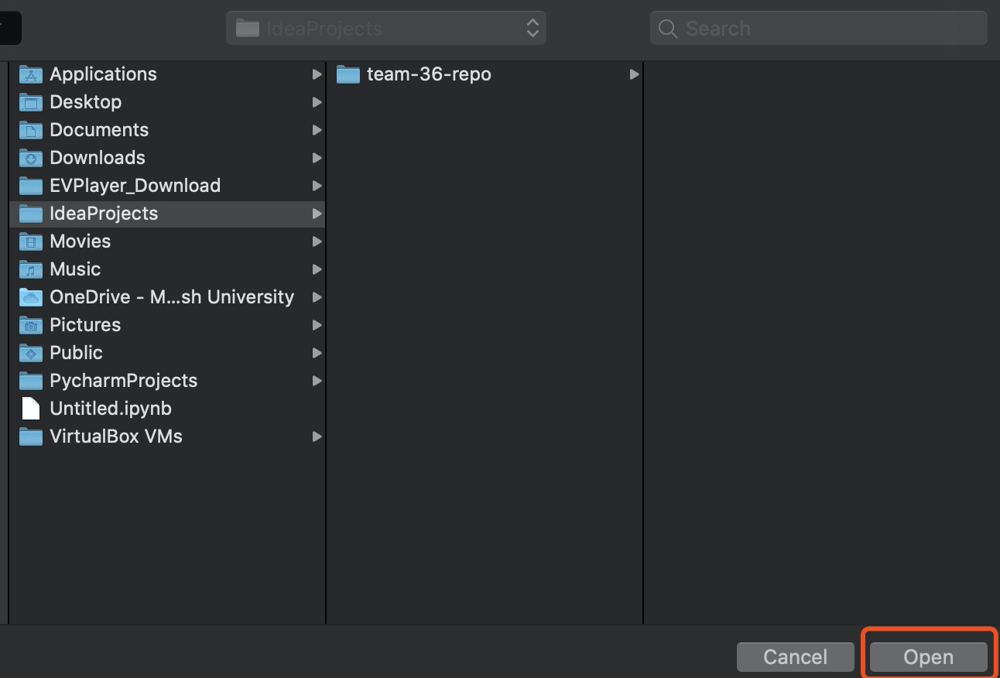 IdeaProjects
Search
Applications
Desktop
Documents
Downloads
EVPlayer_Download
IdeaProjects
Movies
Music
OneDrive - M...sh University
Pictures
Public
PycharmProjects
Untitled.ipynb
VirtualBox VMs
team-36-repo
Cancel
Open